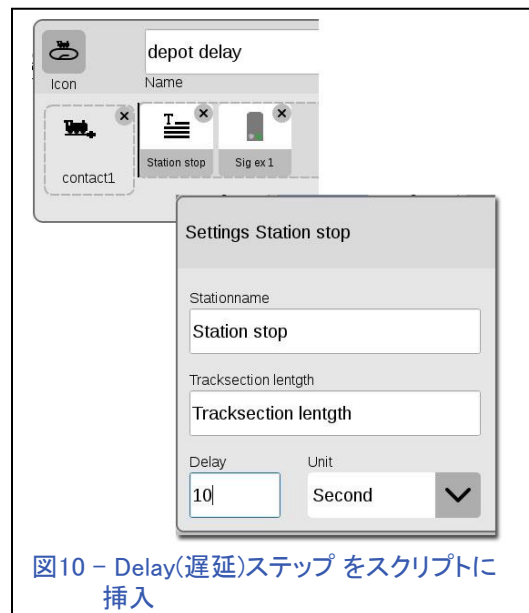 depot delay
Icon
Name
contact1
Station stop
Sig ex 1
Settings Station stop
Stationname
Station stop
Tracksection lentgth
Tracksection lentgth
Delay
Unit
10
Second
図10 − Delay(遅延)ステップ をスクリプトに
挿入